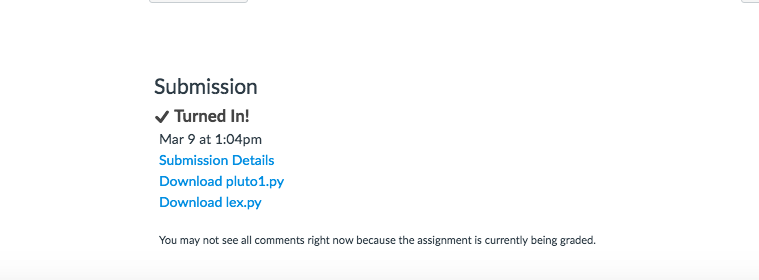 Submission
✔ Turned In!
Mar 9 at 1:04pm
Submission Details
Download pluto1.py
Download lex.py
You may not see all comments right now because the assignment is currently being graded.